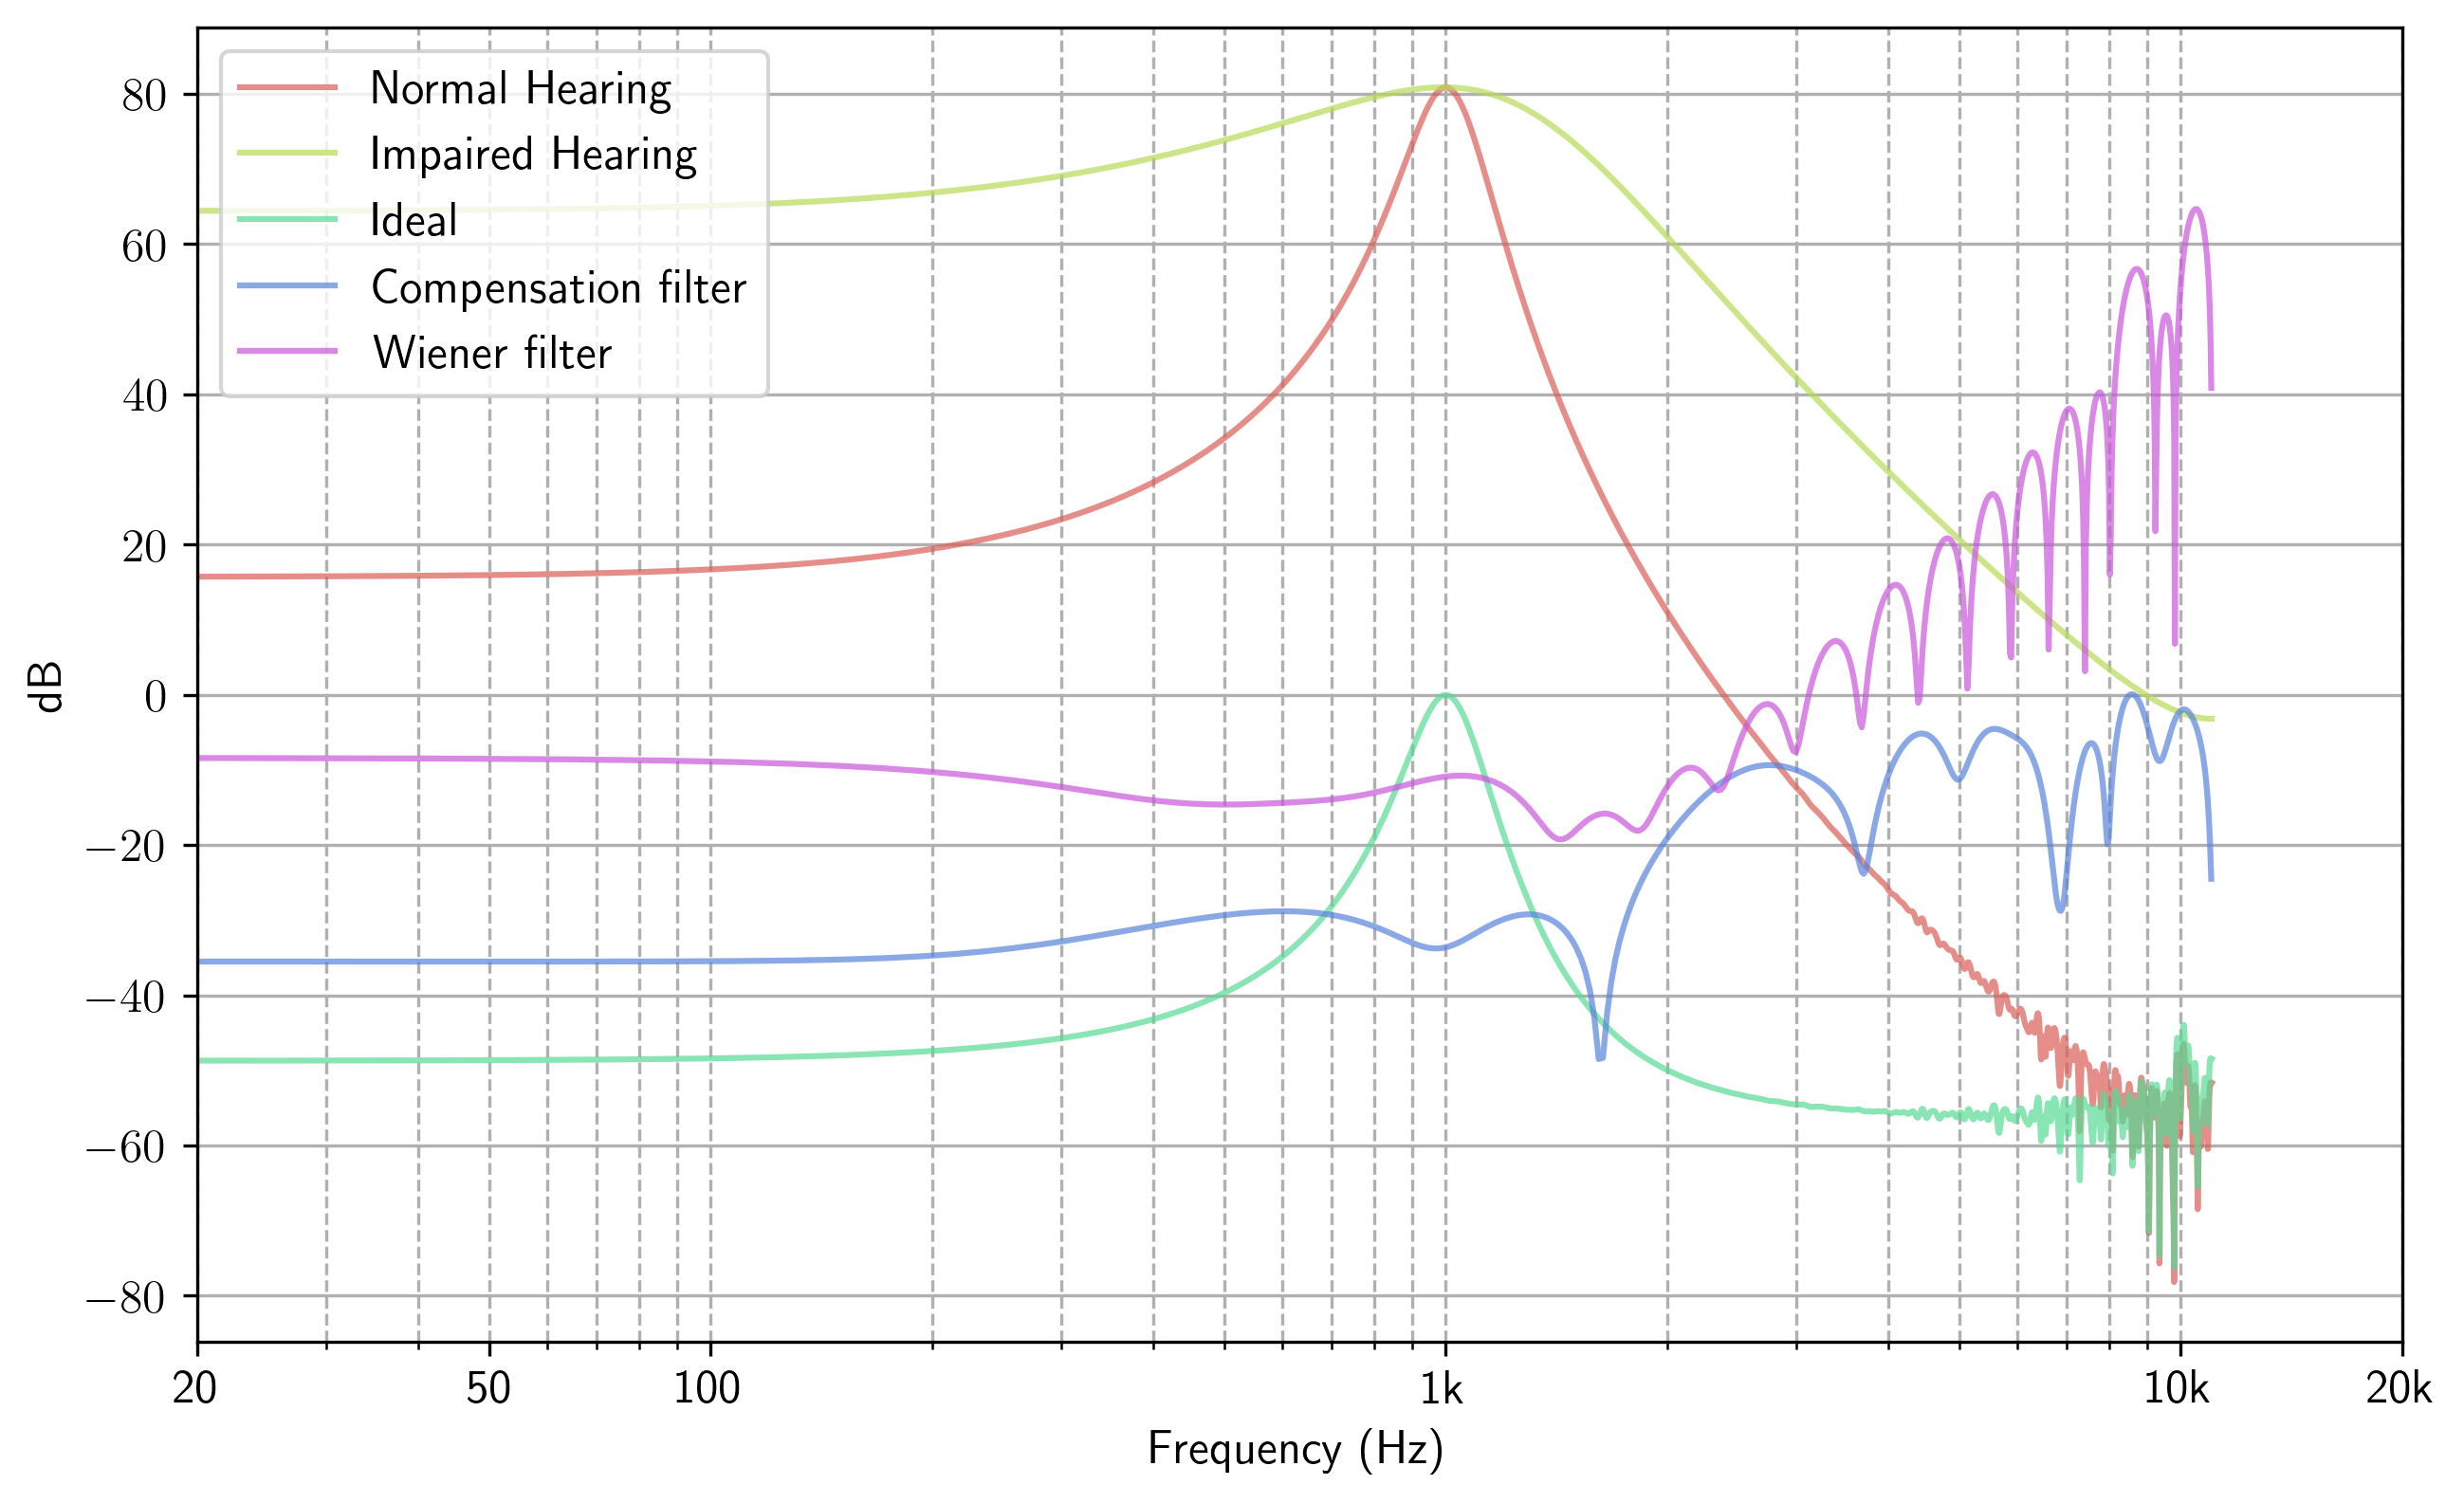 Normal Hearing
Impaired Hearing
Ideal
Compensation filter
Wiener filter
80
60
40
20
0
−20
−40
−60
−80
dB
20 50 100 1k 10k 20k
Frequency (Hz)